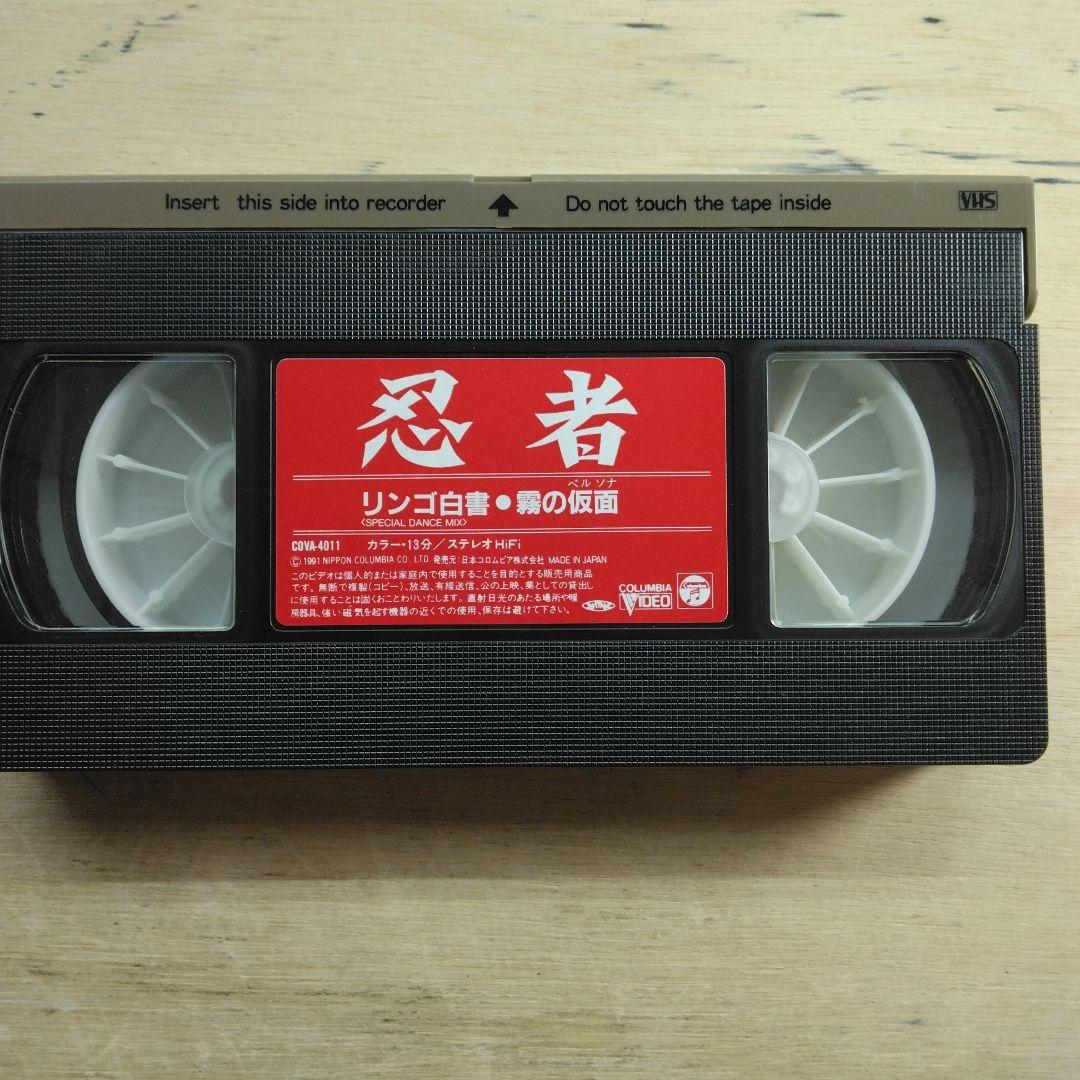 Insert this side into recorder
Do not touch the tape inside
VHS
忍者
ペルソナ
リンゴ白書●霧の仮面
〈SPECIAL DANCE MIX〉
COVA-4011 カラー・13分/ステレオHiFi
Ⓒ1991 NIPPON COLUMBIA CO. LTD. 発売元:日本コロムビア株式会社 MADE IN JAPAN
このビデオは個人的または家庭内で使用することを目的とする販売用商品
です。無断で複製(コピー)、放送、有線送信、公の上映、業としての貸出し
に使用することは固くおことわりいたします。直射日光のあたる場所や暖
房器具、強い磁気を起す機器の近くでの使用、保存は避けて下さい。
COLUMBIA
VIDEO